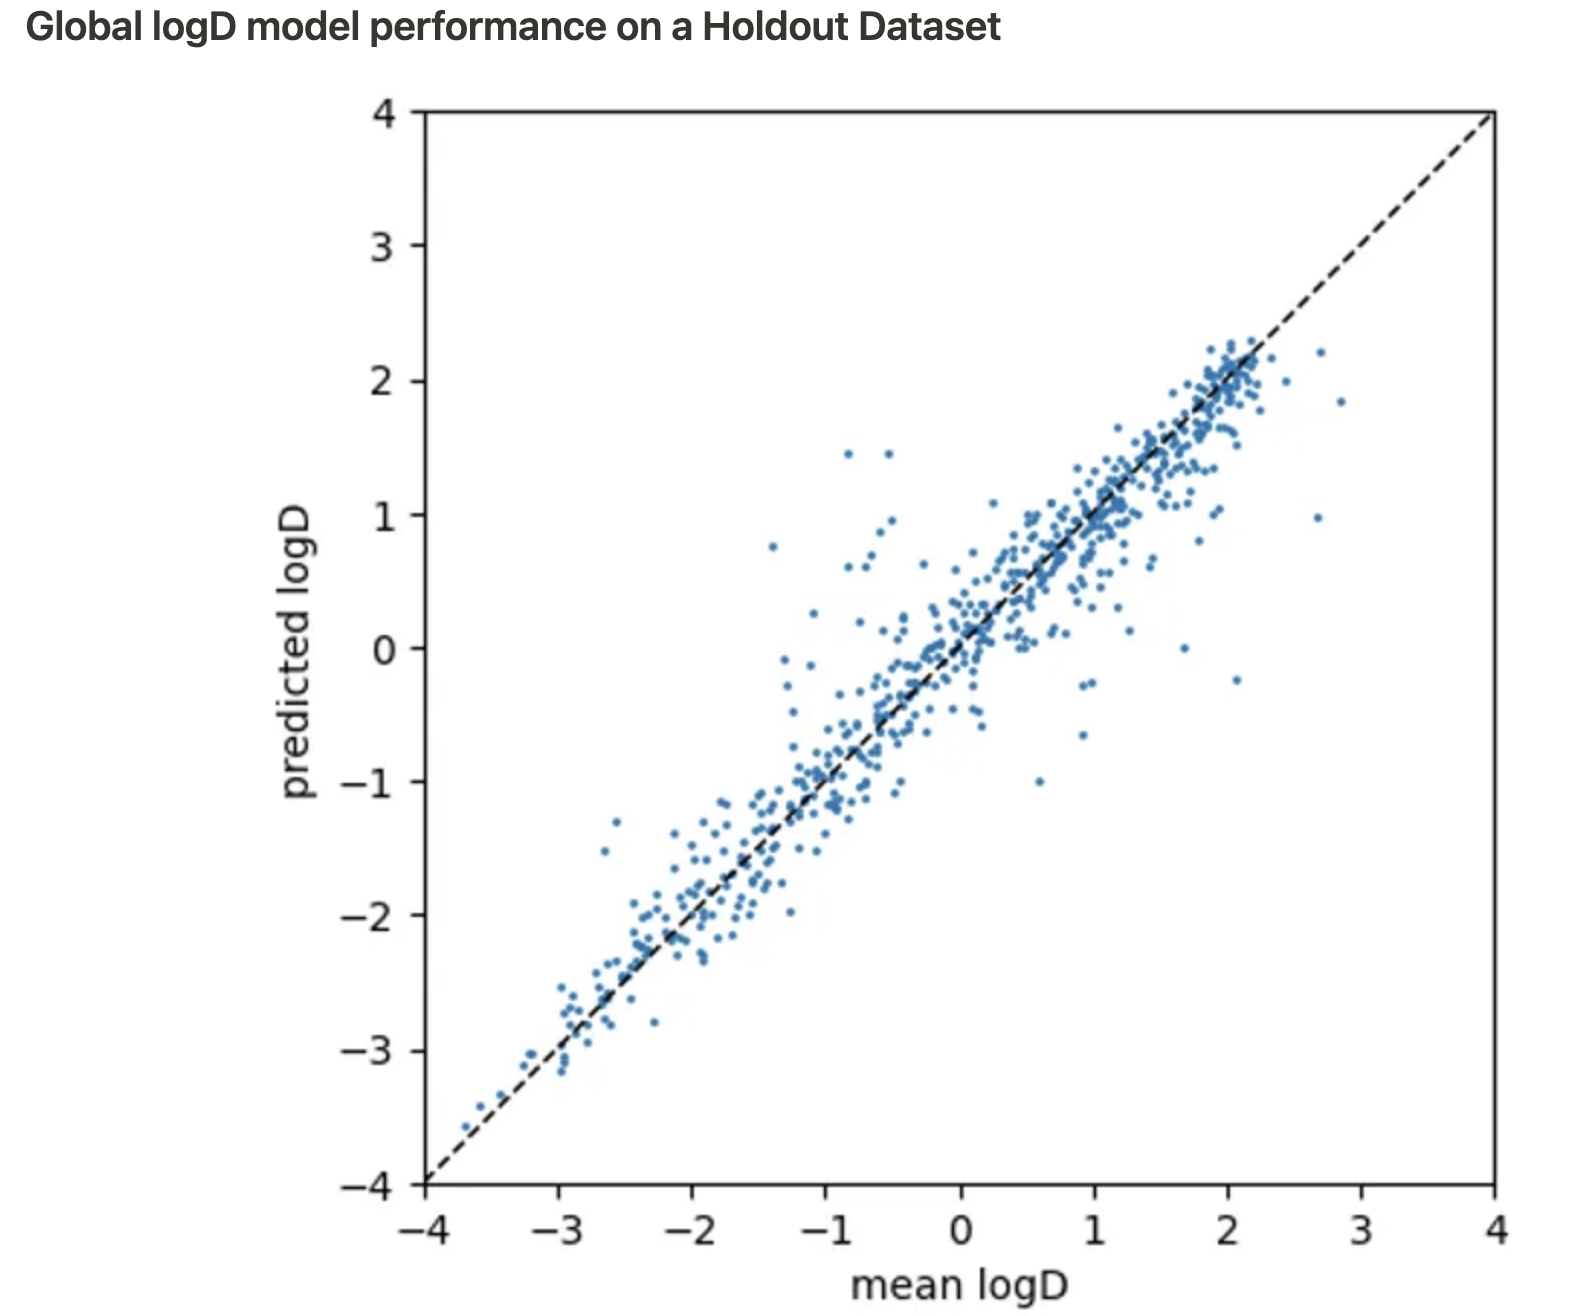 Global logD model performance on a Holdout Dataset
4
3
2
1
0
−1
−2
−3
−4
predicted logD
−4 −3 −2 −1 0 1 2 3 4
mean logD